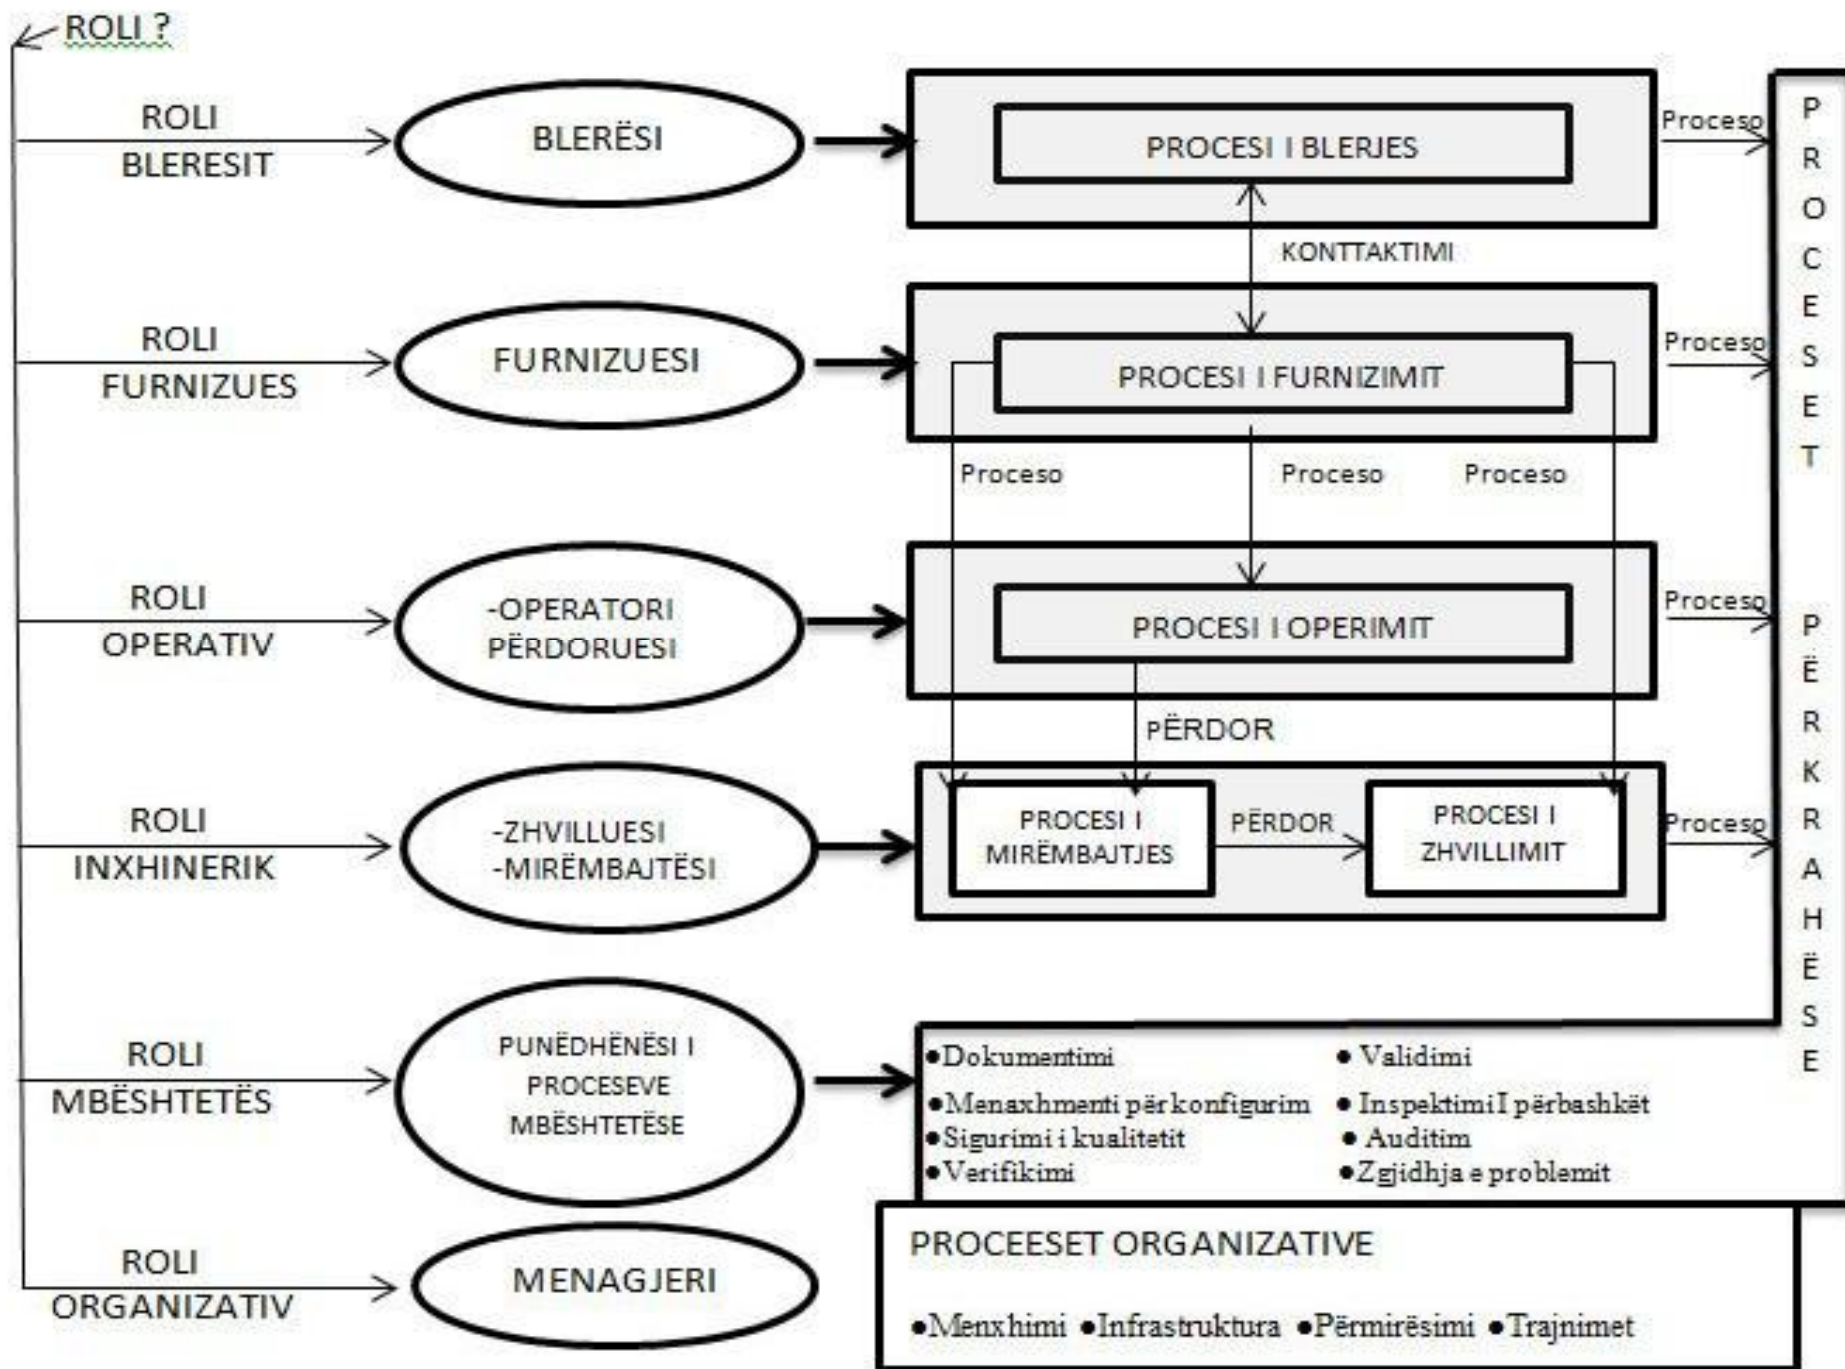 ROLI ?
ROLI
BLERESIT
BLERËSI
PROCESI I BLERJES
Proceso
KONTTAKTIMI
ROLI
FURNIZUES
FURNIZUESI
PROCESI I FURNIZIMIT
Proceso
Proceso
Proceso
Proceso
ROLI
OPERATIV
-OPERATORI
PËRDORUESI
PROCESI I OPERIMIT
Proceso
PËRDOR
ROLI
INXHINERIK
-ZHVILLUESI
-MIRËMBAJTËSI
PROCESI I
MIRËMBAJTJES
PËRDOR
PROCESI I
ZHVILLIMIT
Proceso
PROCESET PËRKRAHËSE
ROLI
MBËSHTETËS
PUNËDHËNËSI I
PROCESEVE
MBËSHTETËSE
●Dokumentimi
●Menaxhmenti për konfigurim
●Sigurimi i kualitetit
●Verifikimi
● Validimi
● Inspektimi I përbashkët
● Auditim
●Zgjidhja e problemit
ROLI
ORGANIZATIV
MENAGJERI
PROCEESET ORGANIZATIVE
●Menxhimi ●Infrastruktura ●Përmirësimi ●Trajnimet